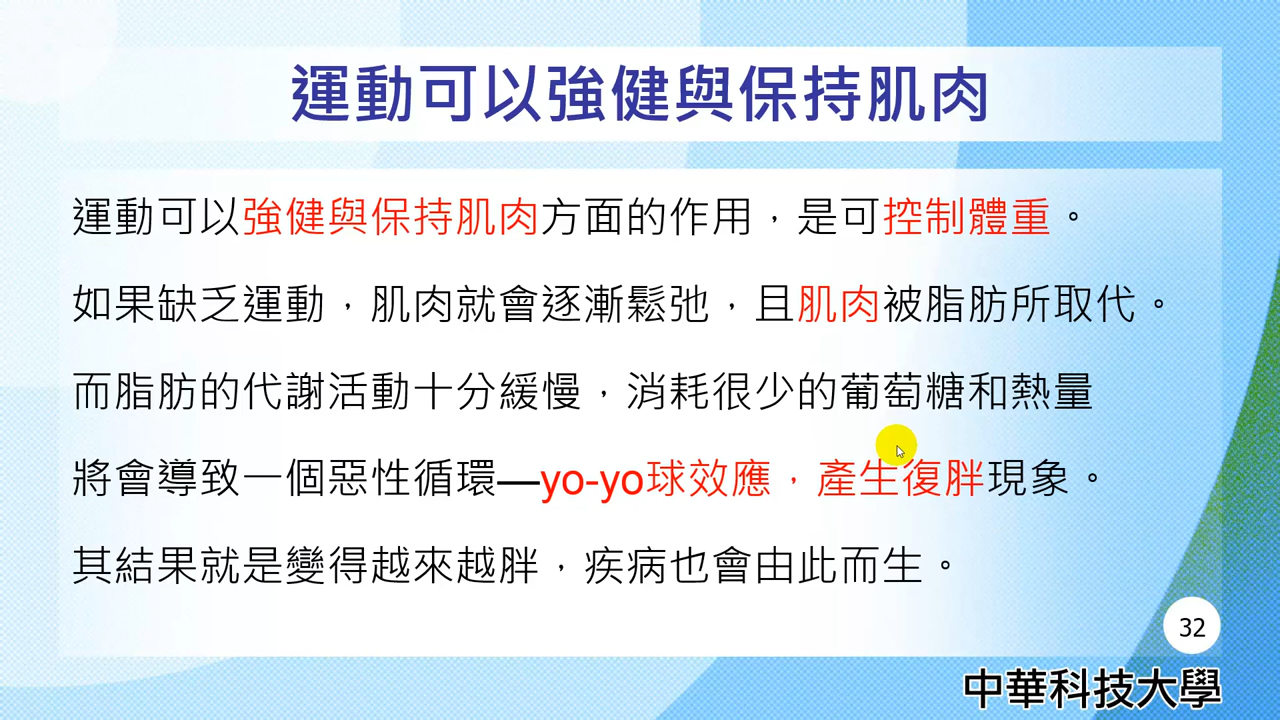 運動可以強健與保持肌肉
運動可以強健與保持肌肉方面的作用，是可控制體重。
如果缺乏運動，肌肉就會逐漸鬆弛，且肌肉被脂肪所取代。
而脂肪的代謝活動十分緩慢，消耗很少的葡萄糖和熱量
將會導致一個惡性循環—yo-yo球效應，產生復胖現象。
其結果就是變得越來越胖，疾病也會由此而生。
32
中華科技大學